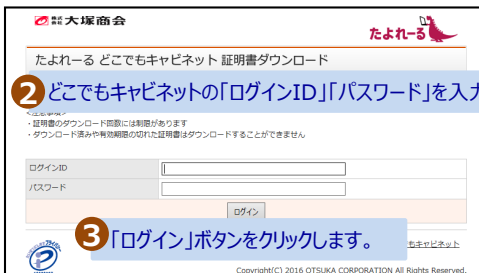 株式会社 大塚商会
たよれーる
たよれーる どこでもキャビネット 証明書ダウンロード
2 どこでもキャビネットの「ログインID」「パスワード」を入力
・証明書のダウンロード回数には制限があります
・ダウンロード済みや有効期限の切れた証明書はダウンロードすることができません
ログインID
パスワード
ログイン
3 「ログイン」ボタンをクリックします。
もキャビネット
Copyright(C) 2016 OTSUKA CORPORATION All Rights Reserved.